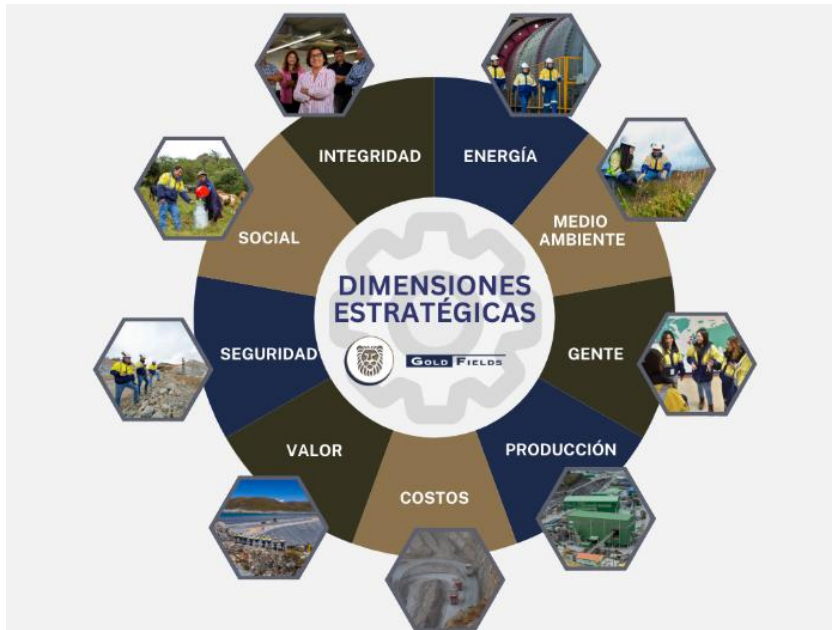 DIMENSIONES
ESTRATÉGICAS
GOLD FIELDS
ENERGÍA
MEDIO
AMBIENTE
GENTE
PRODUCCIÓN
COSTOS
VALOR
SEGURIDAD
SOCIAL
INTEGRIDAD